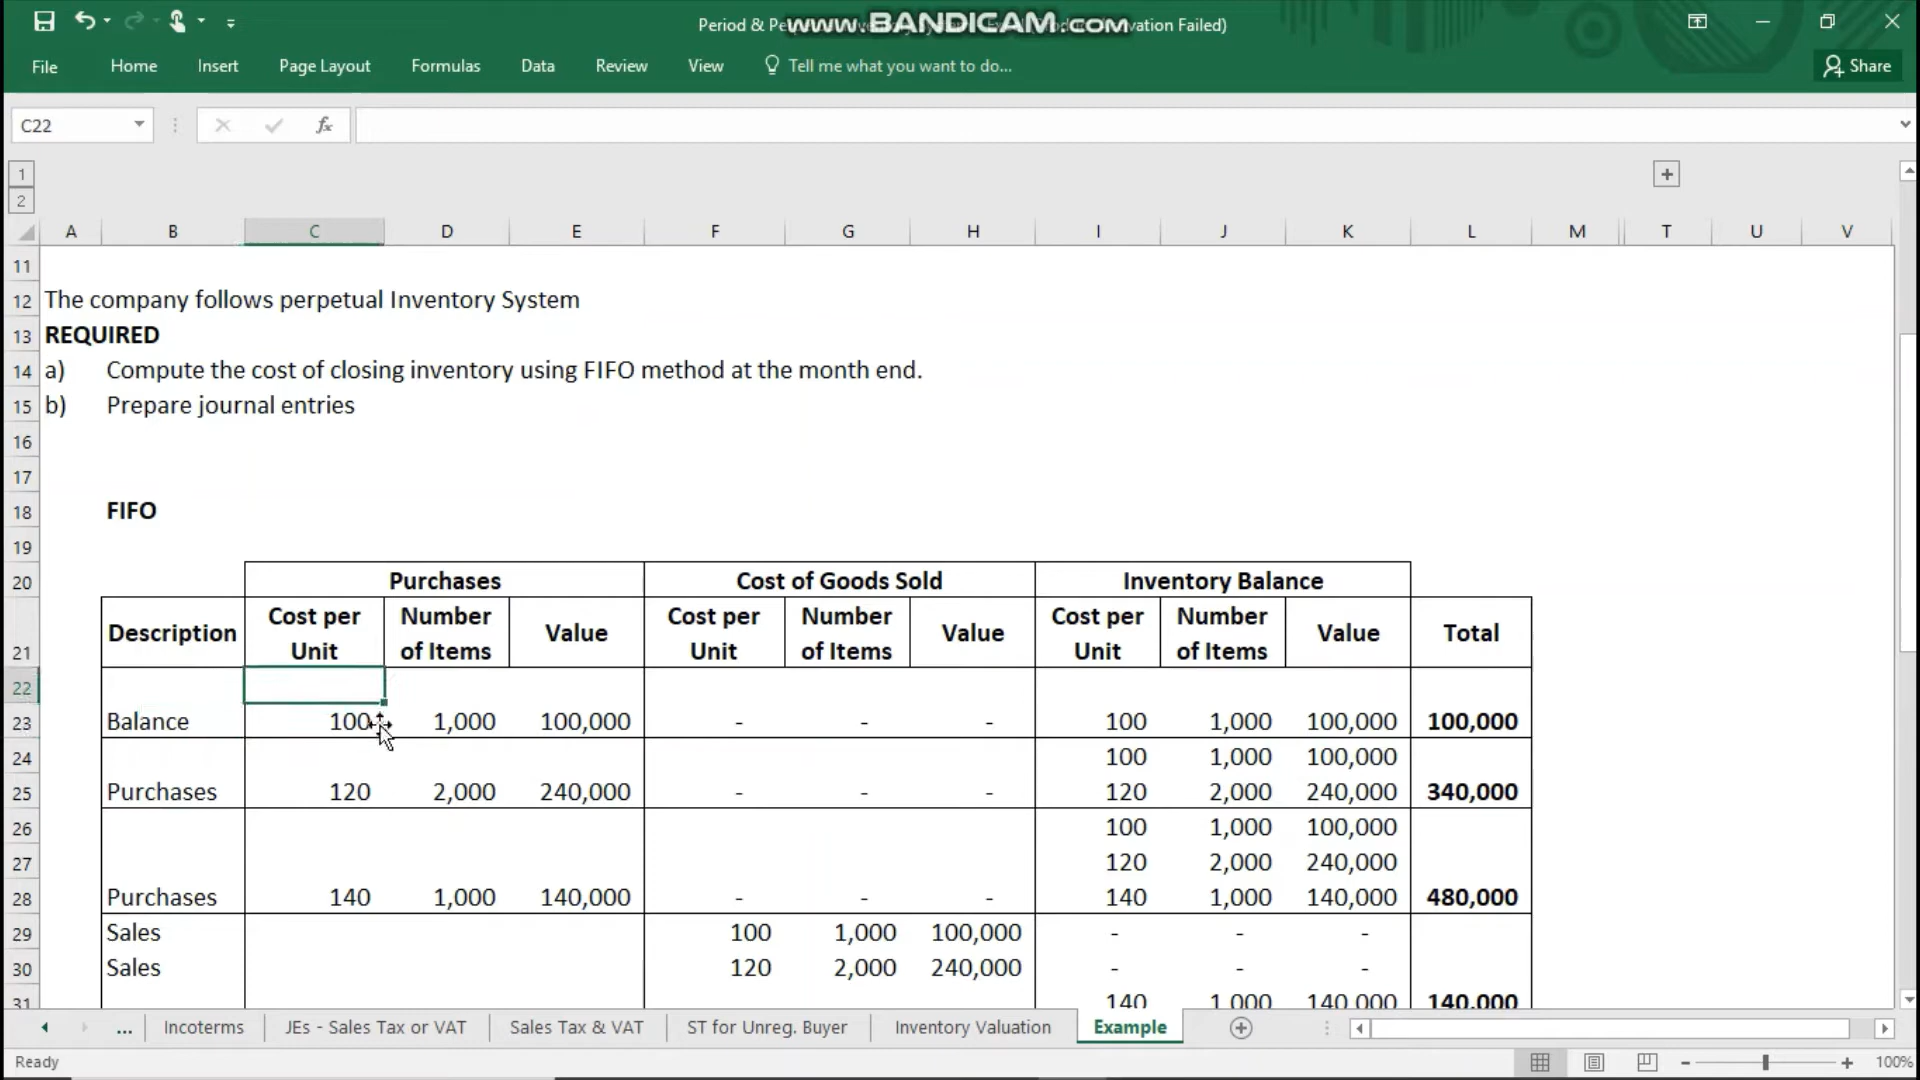 Period & Pe
www.BANDICAM.com
vation Failed)
File Home Insert Page Layout Formulas Data Review View Tell me what you want to do... Share
C22 fx
1
2
A B C D E F G H I J K L M T U V
11
12 The company follows perpetual Inventory System
13 REQUIRED
14 a) Compute the cost of closing inventory using FIFO method at the month end.
15 b) Prepare journal entries
16
17
18 FIFO
19
20 Purchases Cost of Goods Sold Inventory Balance
21 Description Cost per Unit Number of Items Value Cost per Unit Number of Items Value Cost per Unit Number of Items Value Total
22
23 Balance 100 1,000 100,000 - - - 100 1,000 100,000 100,000
24 100 1,000 100,000
25 Purchases 120 2,000 240,000 - - - 120 2,000 240,000 340,000
26 100 1,000 100,000
27 120 2,000 240,000
28 Purchases 140 1,000 140,000 - - - 140 1,000 140,000 480,000
29 Sales 100 1,000 100,000 - - -
30 Sales 120 2,000 240,000 - - -
31 140 1,000 140,000 140,000
... Incoterms JEs - Sales Tax or VAT Sales Tax & VAT ST for Unreg. Buyer Inventory Valuation Example
Ready 100%